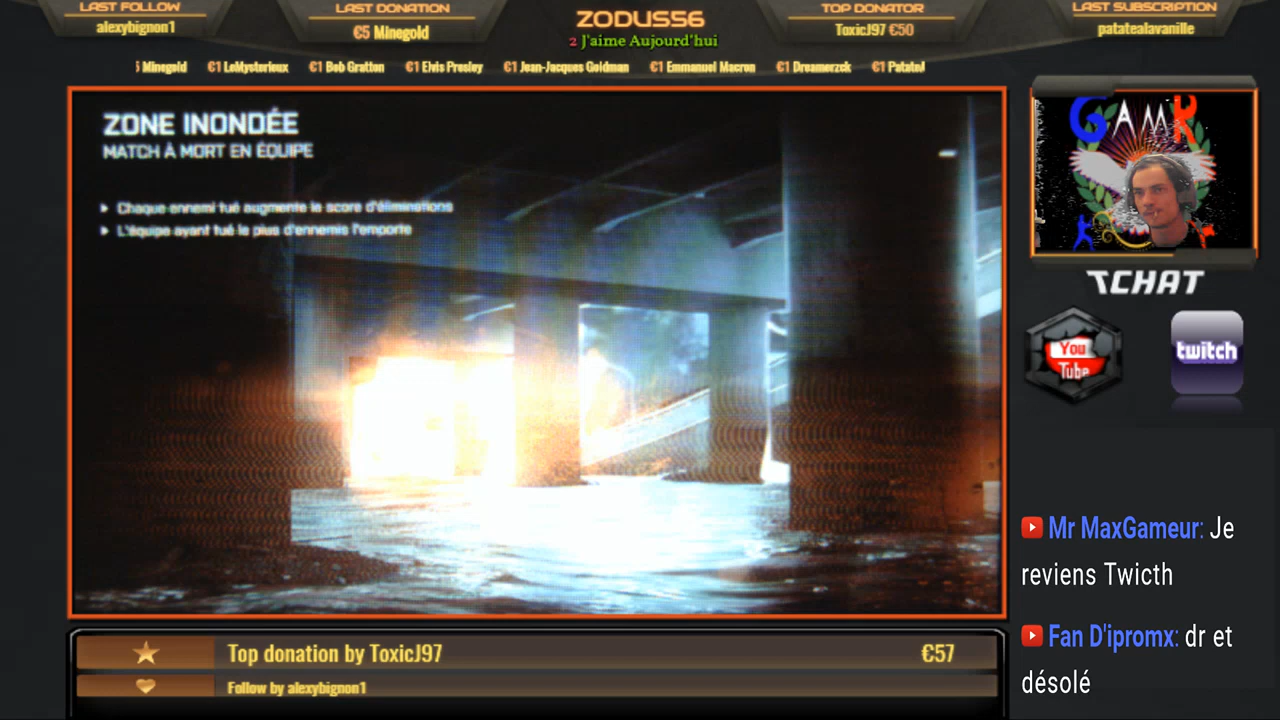 LAST FOLLOW
alexybignon1
LAST DONATION
€5 Minegold
ZODUS56
2 J'aime Aujourd'hui
TOP DONATOR
ToxicJ97 €50
LAST SUBSCRIPTION
patatealavanille
Minegold €1 LeMysterieux €1 Bob Gratton €1 Elvis Presley €1 Jean-Jacques Goldman €1 Emmanuel Macron €1 Dreamerzck €1 Patate
ZONE INONDÉE
MATCH À MORT EN ÉQUIPE
Chaque ennemi tué augmente le score d'éliminations
L'équipe ayant tué le plus d'ennemis l'emporte
GAMR
TCHAT
You
Tube
twitch
Mr MaxGameur: Je
reviens Twicth
Fan D'ipromx: dr et
désolé
Top donation by ToxicJ97 €57
Follow by alexybignon1